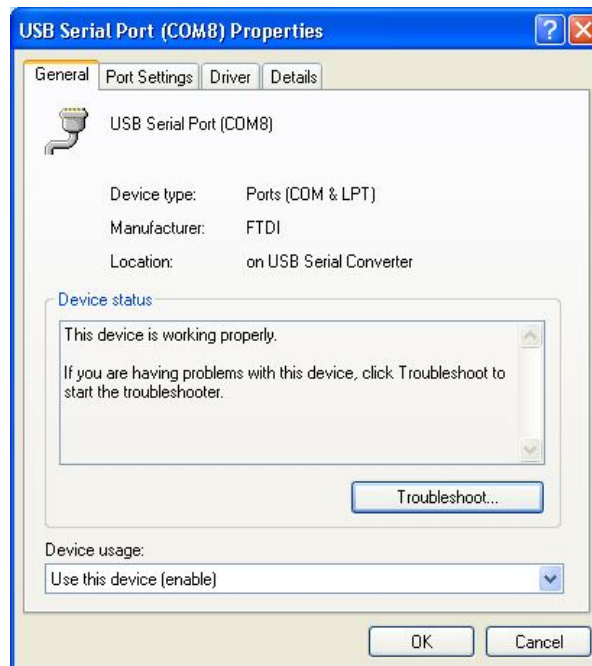 USB Serial Port (COM8) Properties
General Port Settings Driver Details
USB Serial Port (COM8)
Device type: Ports (COM & LPT)
Manufacturer: FTDI
Location: on USB Serial Converter
Device status
This device is working properly.
If you are having problems with this device, click Troubleshoot to
start the troubleshooter.
Troubleshoot...
Device usage:
Use this device (enable)
OK Cancel